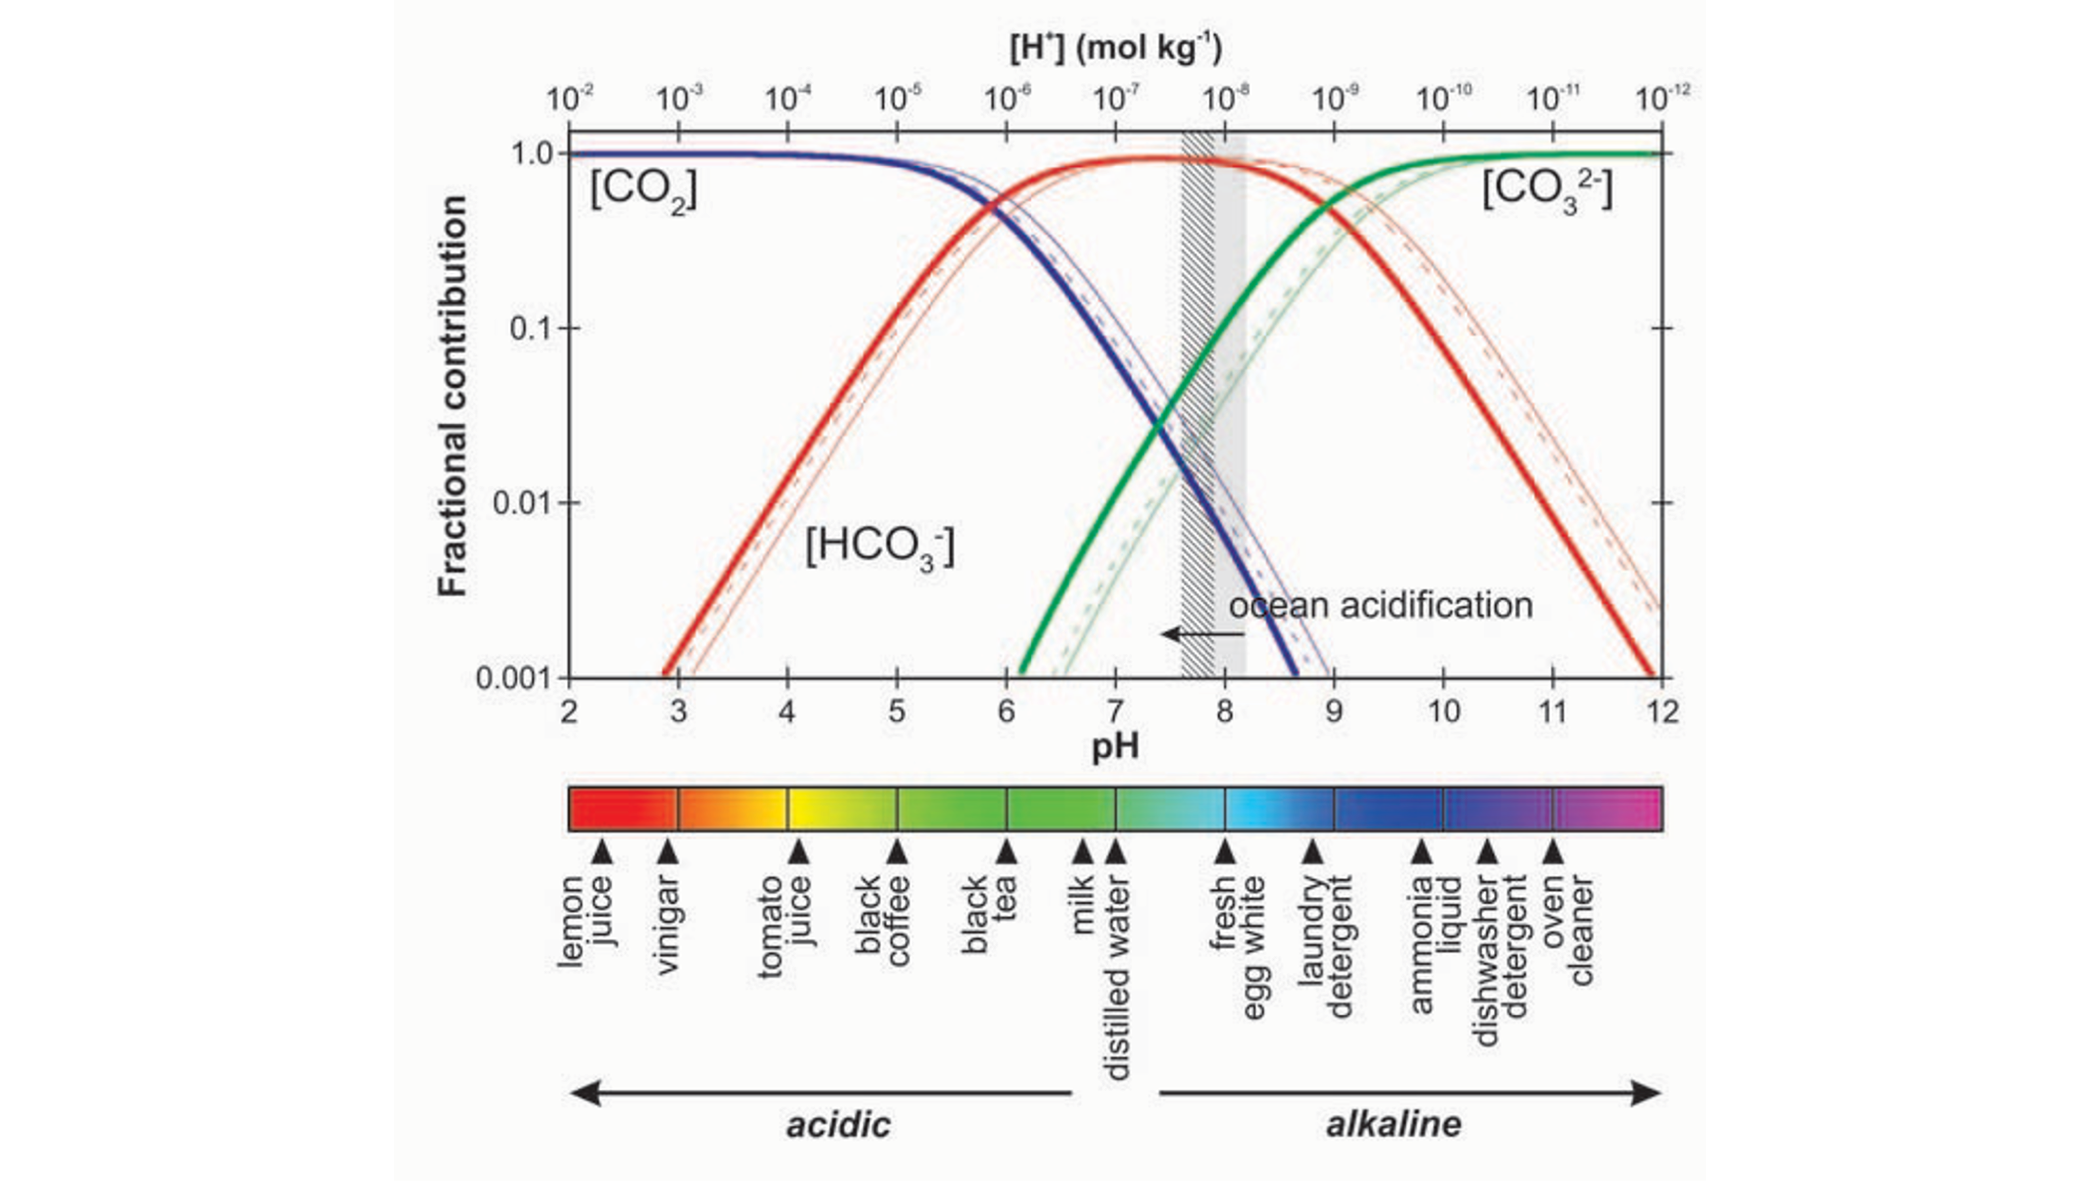 [H⁺] (mol kg⁻¹)
10⁻² 10⁻³ 10⁻⁴ 10⁻⁵ 10⁻⁶ 10⁻⁷ 10⁻⁸ 10⁻⁹ 10⁻¹⁰ 10⁻¹¹ 10⁻¹²
Fractional contribution
1.0
0.1
0.01
0.001
[CO₂]
[CO₃²⁻]
[HCO₃⁻]
ocean acidification
2 3 4 5 6 7 8 9 10 11 12
pH
lemon
juice
vinigar
tomato
juice
black
coffee
black
tea
milk
distilled water
fresh
egg white
laundry
detergent
ammonia
liquid
dishwasher
detergent
oven
cleaner
acidic
alkaline